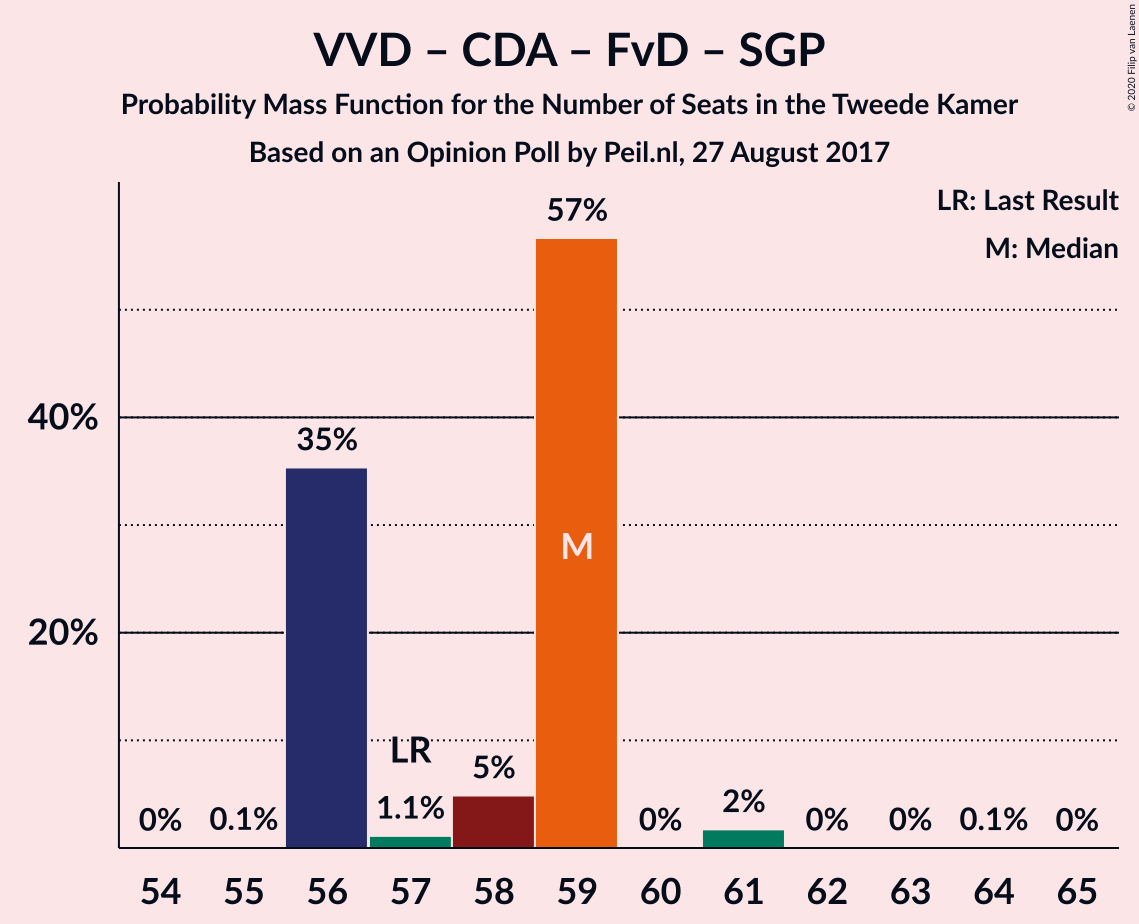 VVD – CDA – FvD – SGP
Probability Mass Function for the Number of Seats in the Tweede Kamer
Based on an Opinion Poll by Peil.nl, 27 August 2017
© 2020 Filip van Laenen
LR: Last Result
M: Median
57%
40%
35%
M
20%
LR
5%
0%
0.1%
1.1%
0%
2%
0%
0%
0.1%
0%
54 55 56 57 58 59 60 61 62 63 64 65